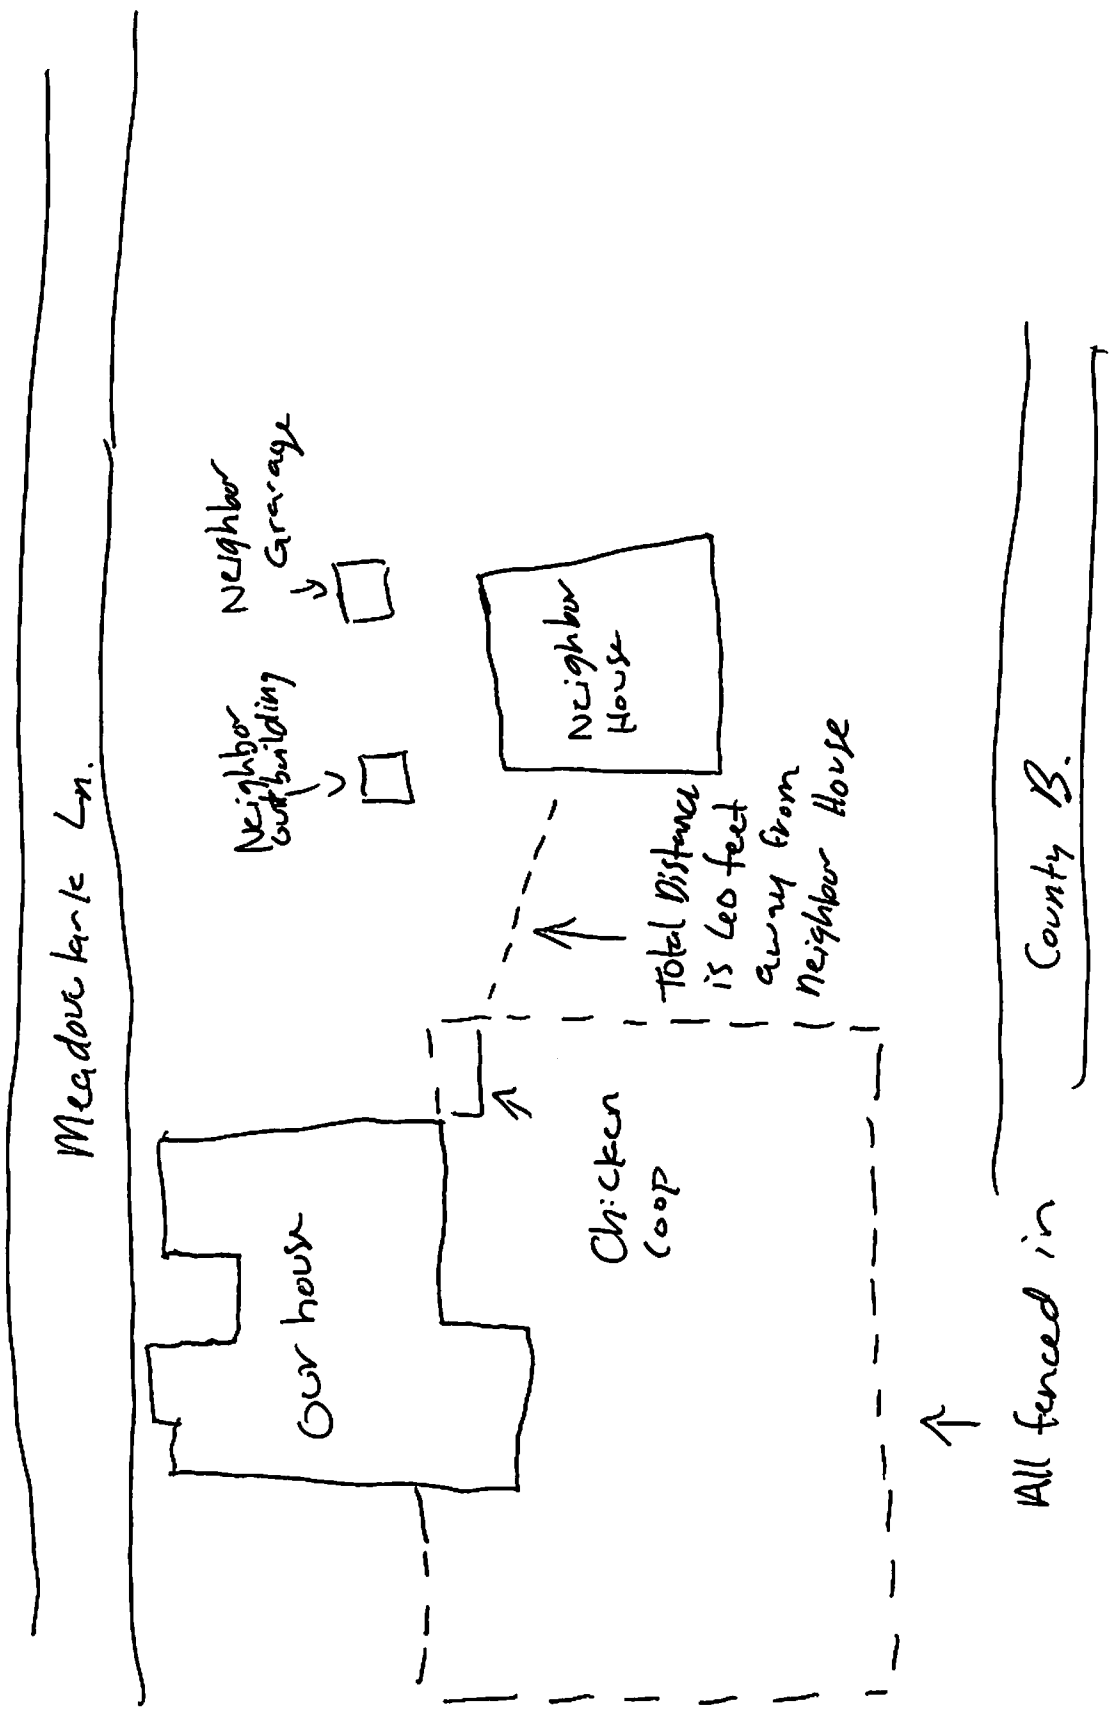 Meadowlark Ln.
Neighbor
outbuilding
Neighbor
Grarage
Our house
Neighbor
House
Total Distance
is 60 feet
away from
neighbor House
Chicken
Coop
All fenced in
County B.